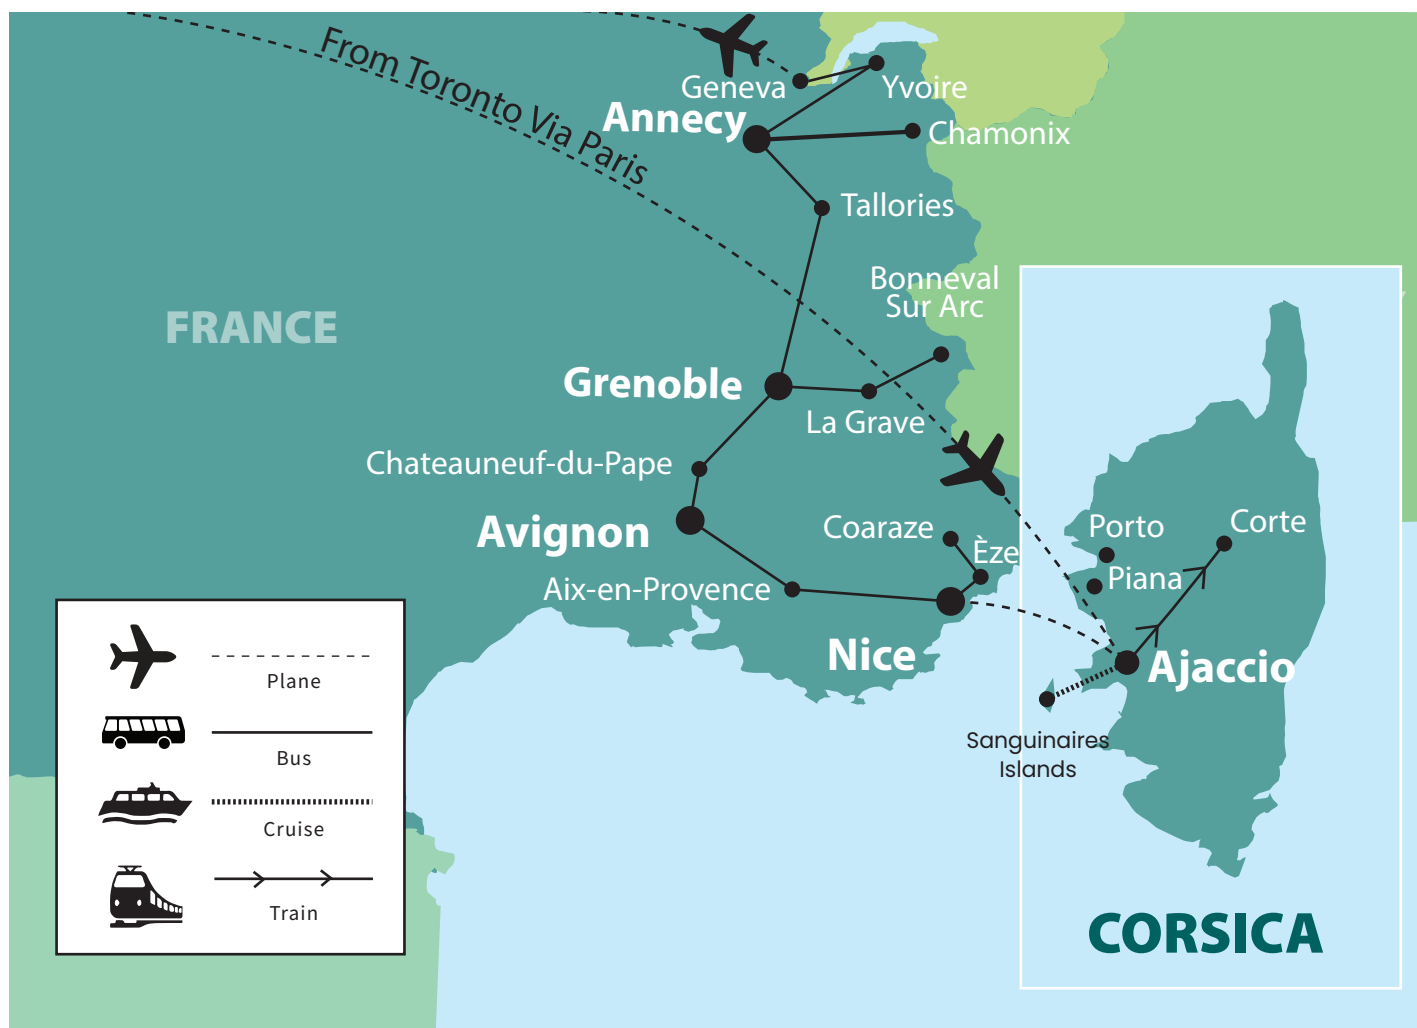 From Toronto Via Paris
Geneva
Yvoire
Annecy
Chamonix
Tallories
Bonneval
Sur Arc
FRANCE
Grenoble
La Grave
Chateauneuf-du-Pape
Avignon
Coaraze
Èze
Aix-en-Provence
Nice
Porto
Corte
Piana
Ajaccio
Sanguinaires
Islands
CORSICA
Plane
Bus
Cruise
Train